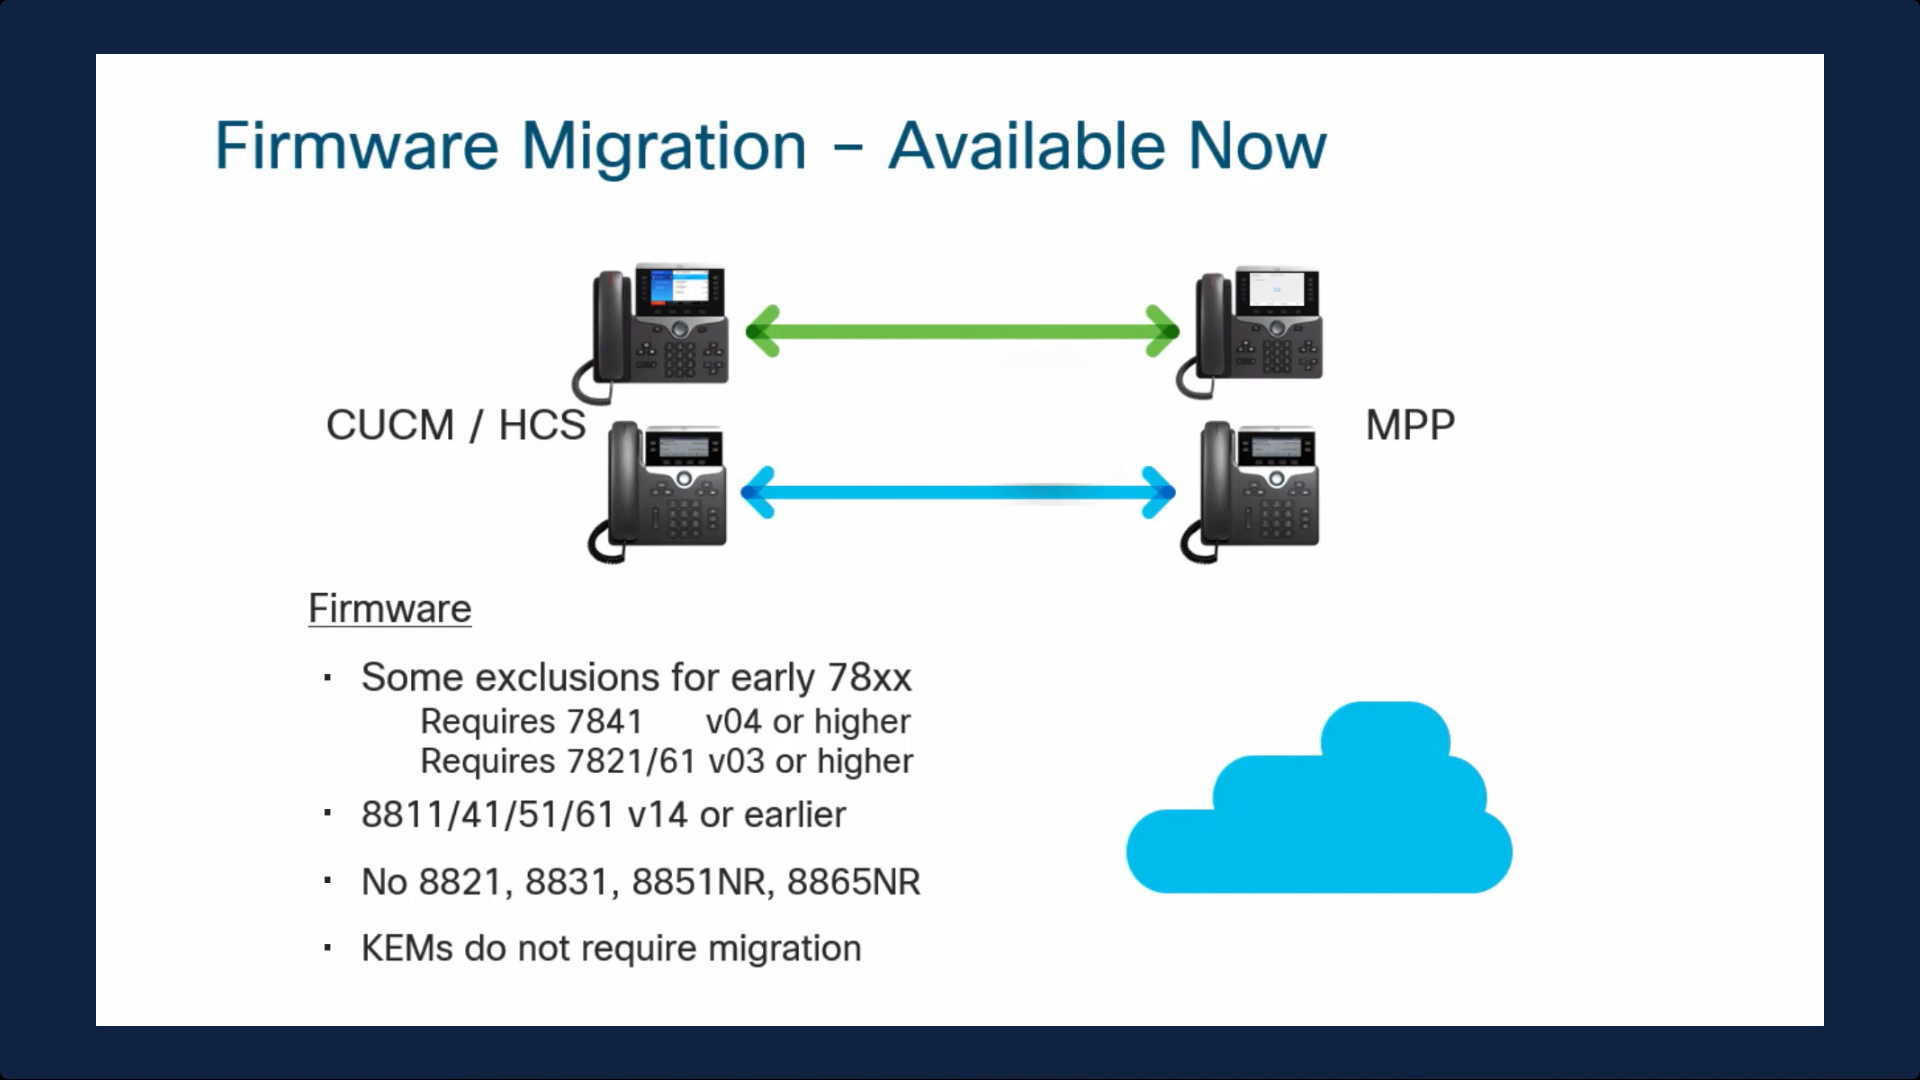 Firmware Migration – Available Now
CUCM / HCS
MPP
Firmware
Some exclusions for early 78xx
Requires 7841 v04 or higher
Requires 7821/61 v03 or higher
8811/41/51/61 v14 or earlier
No 8821, 8831, 8851NR, 8865NR
KEMs do not require migration